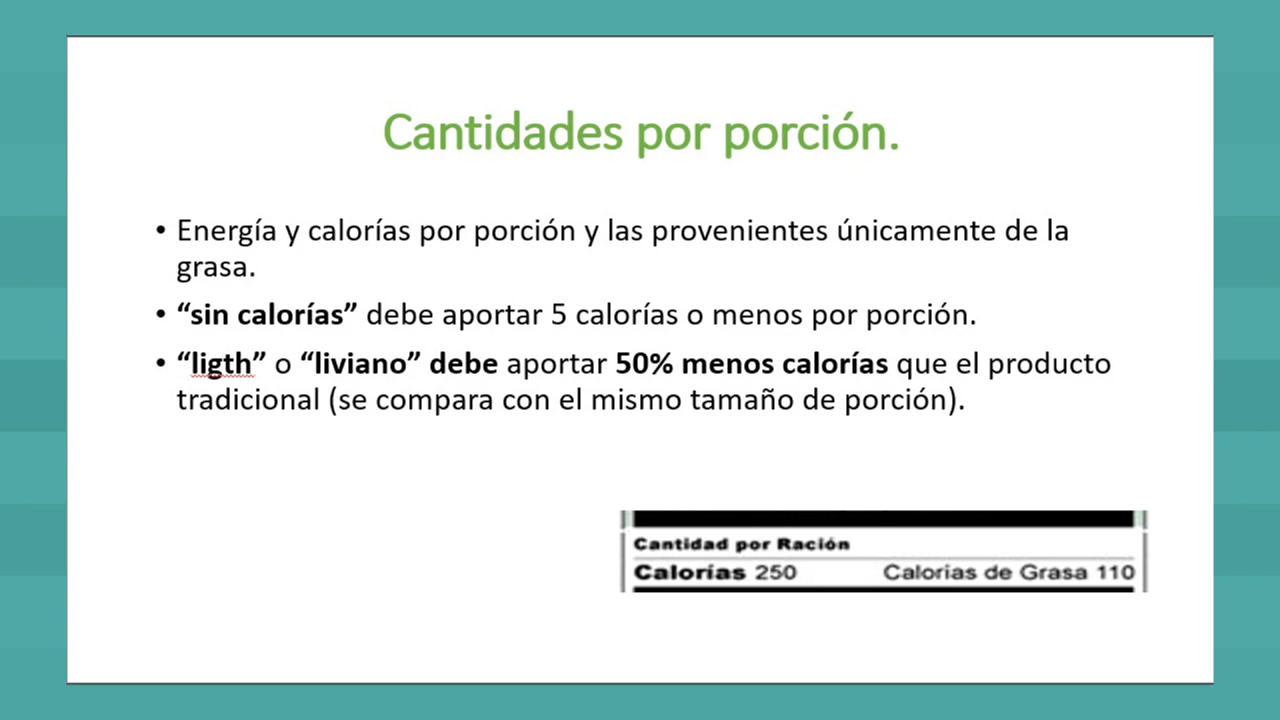 Cantidades por porción.
• Energía y calorías por porción y las provenientes únicamente de la
grasa.
• “sin calorías” debe aportar 5 calorías o menos por porción.
• “ligth” o “liviano” debe aportar 50% menos calorías que el producto
tradicional (se compara con el mismo tamaño de porción).
Cantidad por Ración
Calorías 250 Calorias de Grasa 110